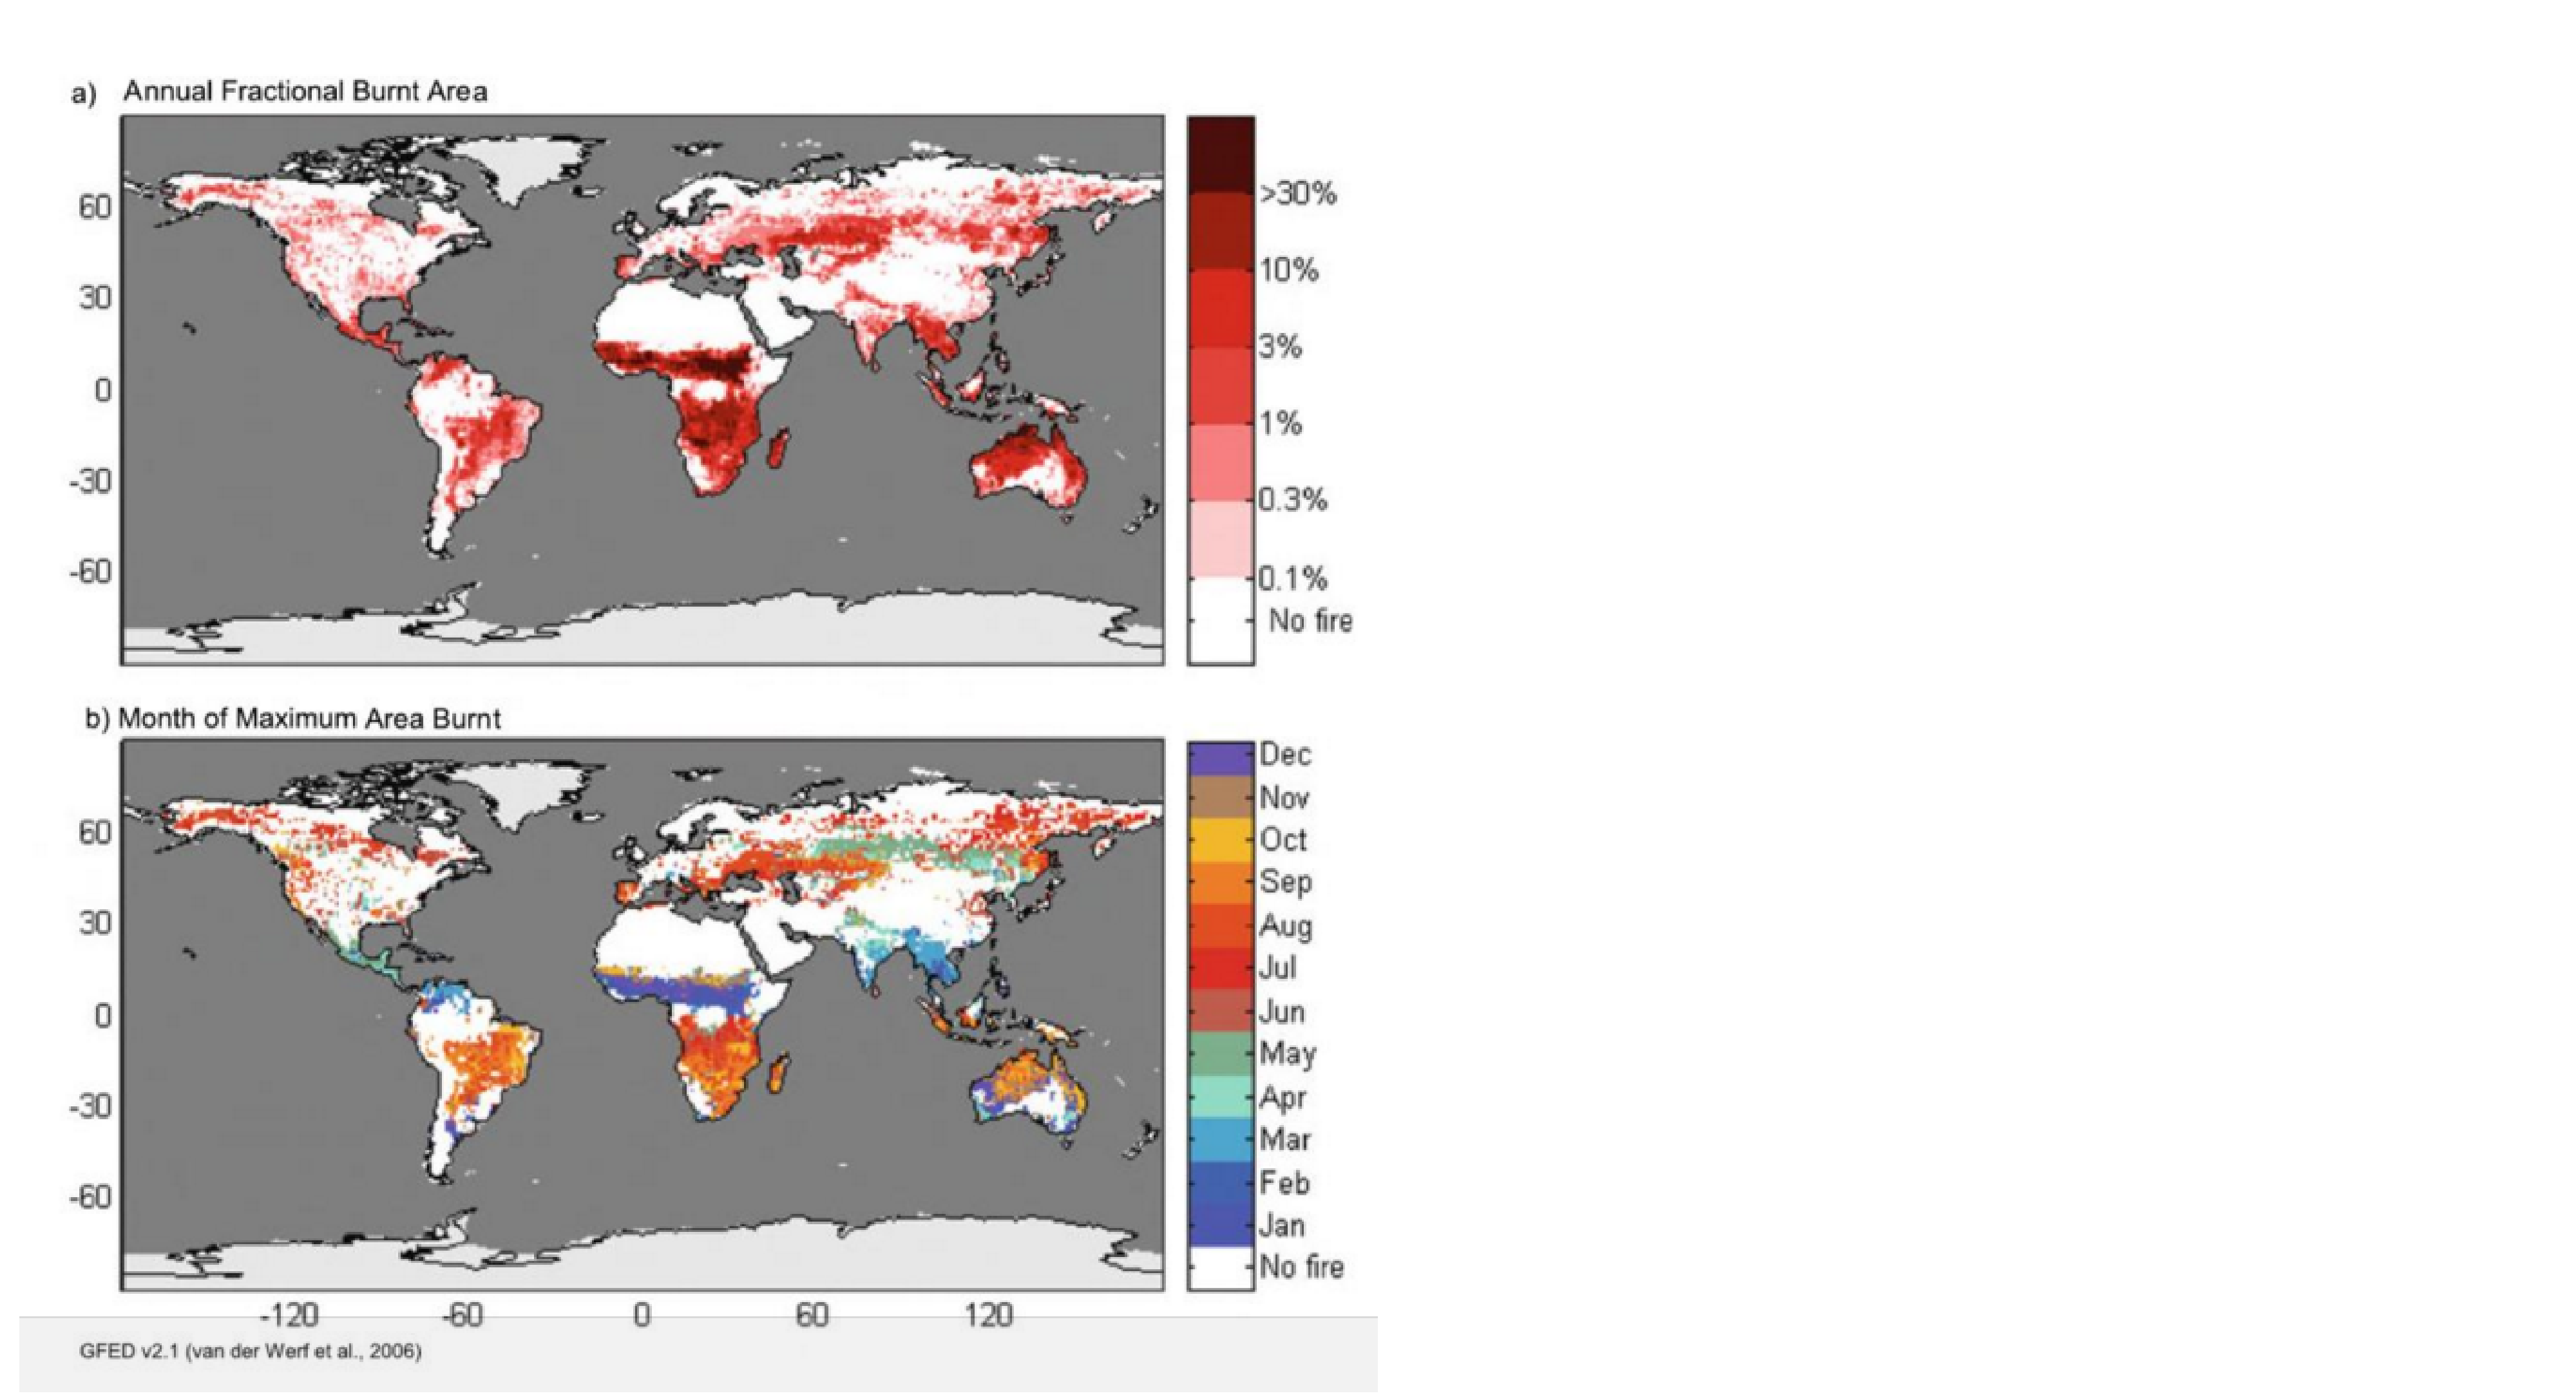 a) Annual Fractional Burnt Area
60
30
0
-30
-60
>30%
10%
3%
1%
0.3%
0.1%
No fire
b) Month of Maximum Area Burnt
60
30
0
-30
-60
Dec
Nov
Oct
Sep
Aug
Jul
Jun
May
Apr
Mar
Feb
Jan
No fire
-120 -60 0 60 120
GFED v2.1 (van der Werf et al., 2006)